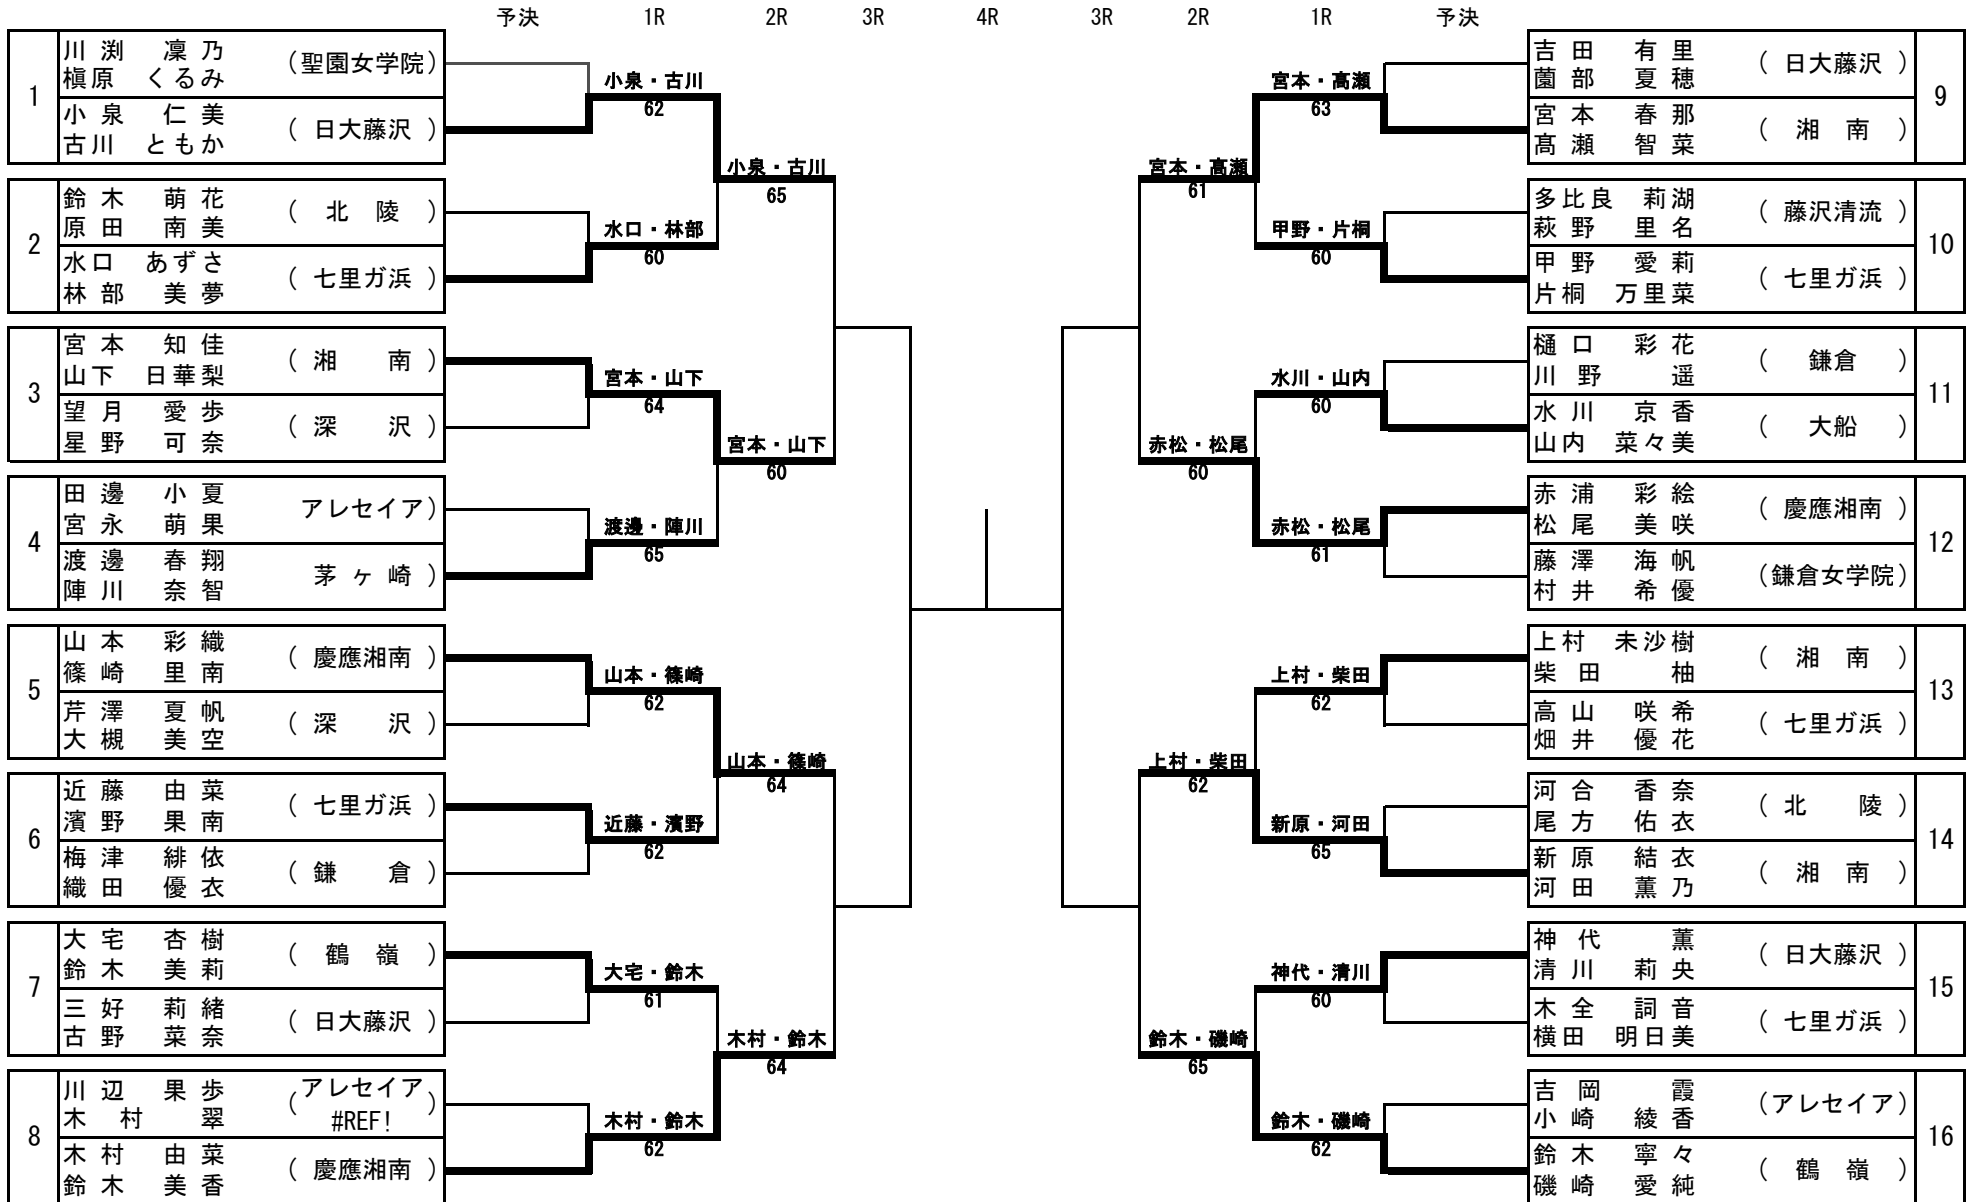 予決 1R 2R 3R 4R 3R 2R 1R 予決
1
川渕 凜乃
槇原 くるみ
（聖園女学院）
小泉 仁美
古川 ともか
（ 日大藤沢 ）
2
鈴木 萌花
原田 南美
（ 北 陵 ）
水口 あずさ
林部 美夢
（ 七里ガ浜 ）
3
宮本 知佳
山下 日華梨
（ 湘 南 ）
望月 愛歩
星野 可奈
（ 深 沢 ）
4
田邊 小夏
宮永 萌果
アレセイア）
渡邊 春翔
陣川 奈智
茅ヶ崎 ）
5
山本 彩織
篠崎 里南
（ 慶應湘南 ）
芹澤 夏帆
大槻 美空
（ 深 沢 ）
6
近藤 由菜
濱野 果南
（ 七里ガ浜 ）
梅津 緋依
織田 優衣
（ 鎌 倉 ）
7
大宅 杏樹
鈴木 美莉
（ 鶴 嶺 ）
三好 莉緒
古野 菜奈
（ 日大藤沢 ）
8
川辺 果歩
木村 翠
（アレセイア）
#REF!
木村 由菜
鈴木 美香
（ 慶應湘南 ）
小泉・古川
62
水口・林部
60
宮本・山下
64
渡邊・陣川
65
山本・篠崎
62
近藤・濱野
62
大宅・鈴木
61
木村・鈴木
62
小泉・古川
65
宮本・山下
60
山本・篠崎
64
木村・鈴木
64
宮本・高瀬
61
赤松・松尾
60
上村・柴田
62
鈴木・磯崎
65
宮本・高瀬
63
甲野・片桐
60
水川・山内
60
赤松・松尾
61
上村・柴田
62
新原・河田
65
神代・清川
60
鈴木・磯崎
62
吉田 有里
薗部 夏穂
（ 日大藤沢 ）
宮本 春那
髙瀬 智菜
（ 湘 南 ）
9
多比良 莉湖
萩野 里名
（ 藤沢清流 ）
甲野 愛莉
片桐 万里菜
（ 七里ガ浜 ）
10
樋口 彩花
川野 遥
（ 鎌倉 ）
水川 京香
山内 菜々美
（ 大船 ）
11
赤浦 彩絵
松尾 美咲
（ 慶應湘南 ）
藤澤 海帆
村井 希優
（鎌倉女学院）
12
上村 未沙樹
柴田 柚
（ 湘 南 ）
高山 咲希
畑井 優花
（ 七里ガ浜 ）
13
河合 香奈
尾方 佑衣
（ 北 陵 ）
新原 結衣
河田 薫乃
（ 湘 南 ）
14
神代 薫
清川 莉央
（ 日大藤沢 ）
木全 詞音
横田 明日美
（ 七里ガ浜 ）
15
吉岡 霞
小崎 綾香
（アレセイア）
鈴木 寧々
磯崎 愛純
（ 鶴 嶺 ）
16